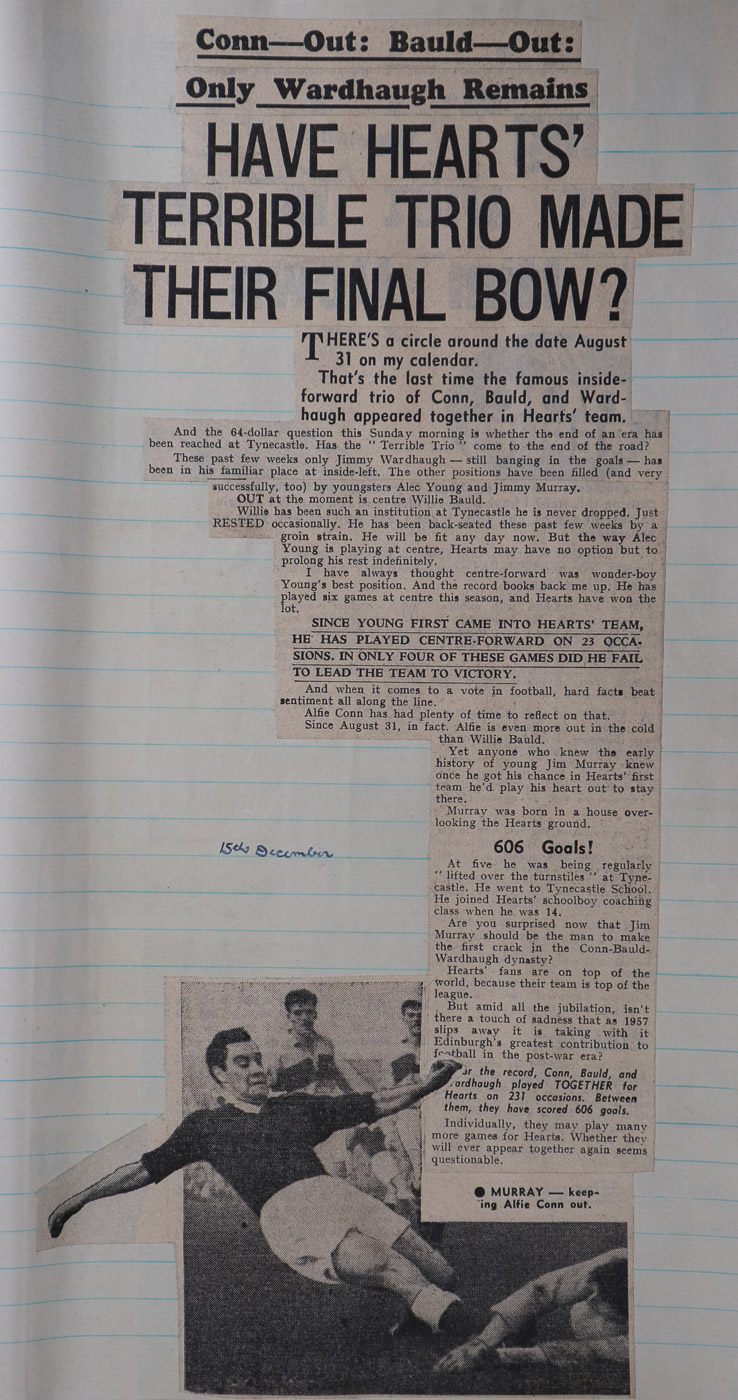 Conn—Out: Bauld—Out:
Only Wardhaugh Remains
HAVE HEARTS’
TERRIBLE TRIO MADE
THEIR FINAL BOW?
THERE'S a circle around the date August
31 on my calendar.
That's the last time the famous inside-
forward trio of Conn, Bauld, and Ward-
haugh appeared together in Hearts' team.
And the 64-dollar question this Sunday morning is whether the end of an era has
been reached at Tynecastle. Has the “ Terrible Trio ” come to the end of the road?
These past few weeks only Jimmy Wardhaugh — still banging in the goals — has
been in his familiar place at inside-left. The other positions have been filled (and very
successfully, too) by youngsters Alec Young and Jimmy Murray.
OUT at the moment is centre Willie Bauld.
Willie has been such an institution at Tynecastle he is never dropped. Just
RESTED occasionally. He has been back-seated these past few weeks by a
groin strain. He will be fit any day now. But the way Alec
Young is playing at centre, Hearts may have no option but to
prolong his rest indefinitely.
I have always thought centre-forward was wonder-boy
Young's best position. And the record books back me up. He has
played six games at centre this season, and Hearts have won the
lot.
SINCE YOUNG FIRST CAME INTO HEARTS' TEAM,
HE HAS PLAYED CENTRE-FORWARD ON 23 OCCA-
SIONS. IN ONLY FOUR OF THESE GAMES DID HE FAIL
TO LEAD THE TEAM TO VICTORY.
And when it comes to a vote in football, hard facts beat
sentiment all along the line.
Alfie Conn has had plenty of time to reflect on that.
Since August 31, in fact. Alfie is even more out in the cold
than Willie Bauld.
Yet anyone who knew the early
history of young Jim Murray knew
once he got his chance in Hearts' first
team he'd play his heart out to stay
there.
Murray was born in a house over-
looking the Hearts ground.
606 Goals!
At five he was being regularly
“ lifted over the turnstiles ” at Tyne-
castle. He went to Tynecastle School.
He joined Hearts' schoolboy coaching
class when he was 14.
Are you surprised now that Jim
Murray should be the man to make
the first crack in the Conn-Bauld-
Wardhaugh dynasty?
Hearts' fans are on top of the
world, because their team is top of the
league.
But amid all the jubilation, isn't
there a touch of sadness that as 1957
slips away it is taking with it
Edinburgh's greatest contribution to
football in the post-war era?
or the record, Conn, Bauld, and
ardhaugh played TOGETHER for
Hearts on 231 occasions. Between
them, they have scored 606 goals.
Individually, they may play many
more games for Hearts. Whether they
will ever appear together again seems
questionable.
● MURRAY — keep-
ing Alfie Conn out.
15th December